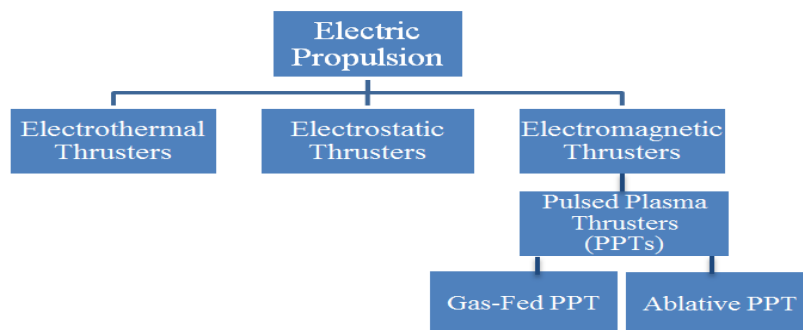 Electric
Propulsion
Electrothermal
Thrusters
Electrostatic
Thrusters
Electromagnetic
Thrusters
Pulsed Plasma
Thrusters
(PPTs)
Gas-Fed PPT
Ablative PPT